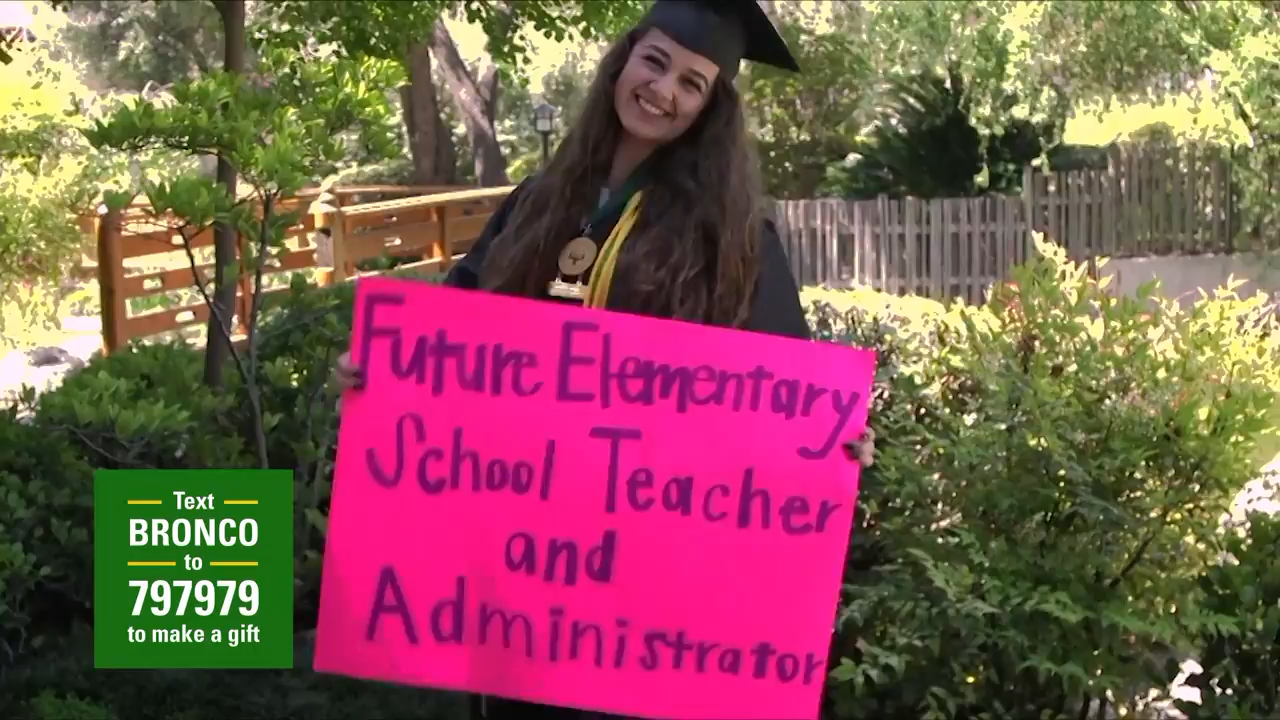 Future Elementary
School Teacher
and
Administrator
Text
BRONCO
to
797979
to make a gift